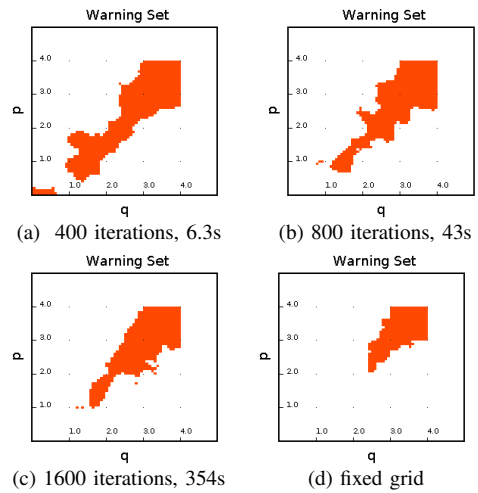 Warning Set
4.0
3.0
p
2.0
1.0
1.0 2.0 3.0 4.0
q
(a) 400 iterations, 6.3s
Warning Set
4.0
3.0
p
2.0
1.0
1.0 2.0 3.0 4.0
q
(b) 800 iterations, 43s
Warning Set
4.0
3.0
p
2.0
1.0
1.0 2.0 3.0 4.0
q
(c) 1600 iterations, 354s
Warning Set
4.0
3.0
p
2.0
1.0
1.0 2.0 3.0 4.0
q
(d) fixed grid